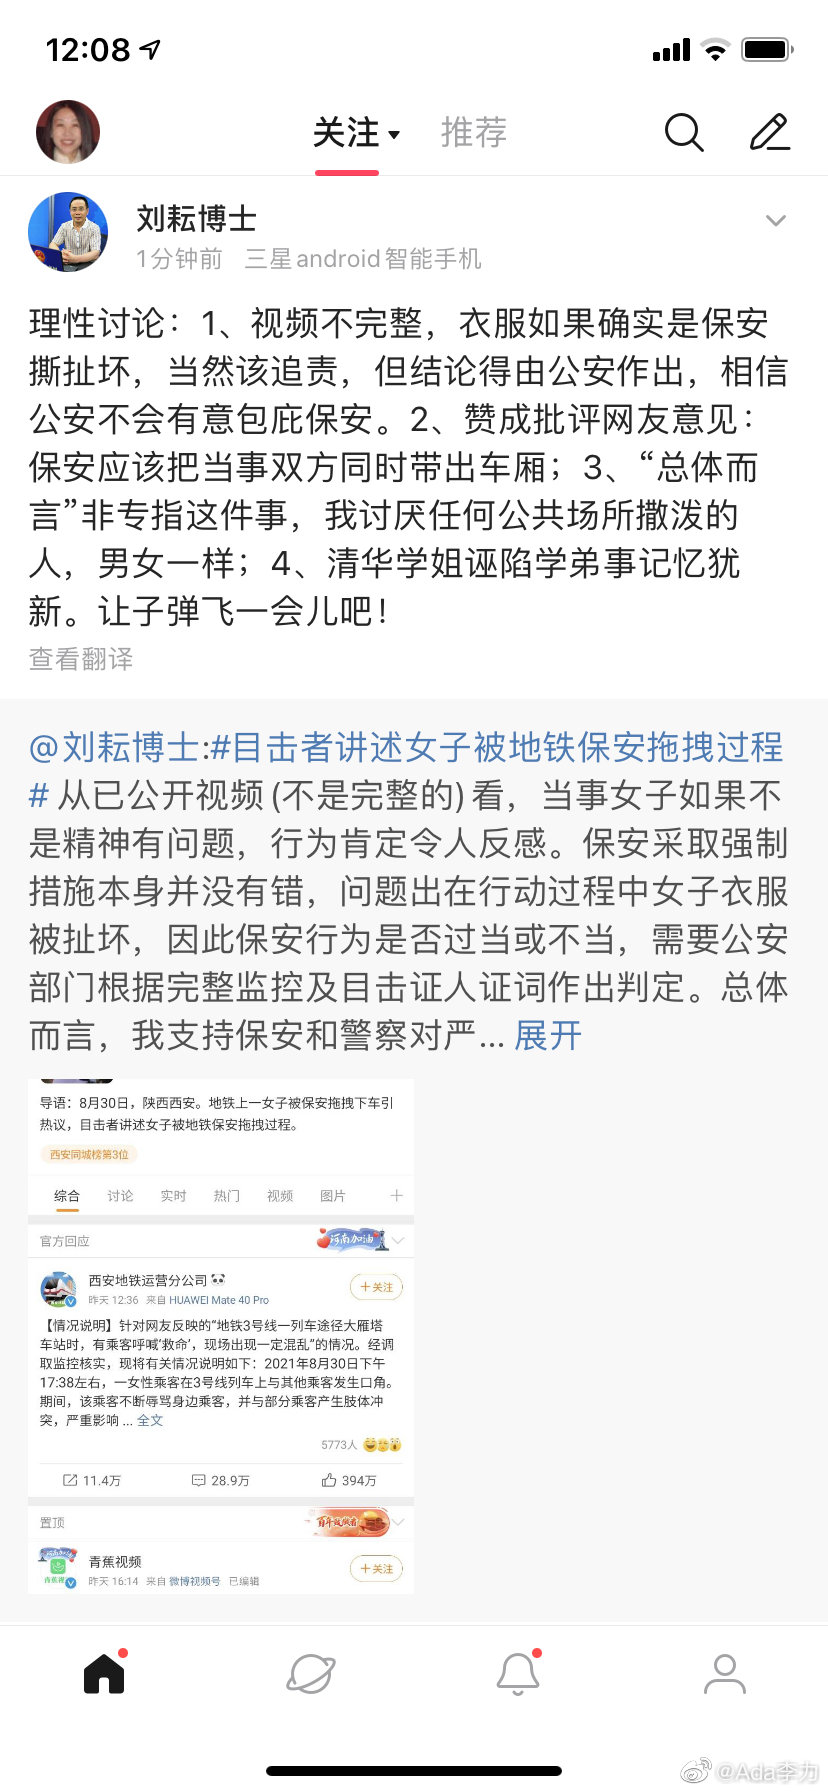 12:08
关注 推荐
刘耘博士
1分钟前 三星android智能手机
理性讨论：1、视频不完整，衣服如果确实是保安
撕扯坏，当然该追责，但结论得由公安作出，相信
公安不会有意包庇保安。2、赞成批评网友意见：
保安应该把当事双方同时带出车厢；3、“总体而
言”非专指这件事，我讨厌任何公共场所撒泼的
人，男女一样；4、清华学姐诬陷学弟事记忆犹
新。让子弹飞一会儿吧！
查看翻译
@刘耘博士:#目击者讲述女子被地铁保安拖拽过程
# 从已公开视频(不是完整的)看，当事女子如果不
是精神有问题，行为肯定令人反感。保安采取强制
措施本身并没有错，问题出在行动过程中女子衣服
被扯坏，因此保安行为是否过当或不当，需要公安
部门根据完整监控及目击证人证词作出判定。总体
而言，我支持保安和警察对严... 展开
导语：8月30日，陕西西安。地铁上一女子被保安拖拽下车引
热议，目击者讲述女子被地铁保安拖拽过程。
西安同城榜第3位
综合 讨论 实时 热门 视频 图片
官方回应 河南加油
西安地铁运营分公司
+关注
昨天 12:36 来自 HUAWEI Mate 40 Pro
【情况说明】针对网友反映的“地铁3号线一列车途径大雁塔
车站时，有乘客呼喊‘救命’，现场出现一定混乱”的情况。经调
取监控核实，现将有关情况说明如下：2021年8月30日下午
17:38左右，一女性乘客在3号线列车上与其他乘客发生口角。
期间，该乘客不断辱骂身边乘客，并与部分乘客产生肢体冲
突，严重影响 ... 全文
5773人
11.4万 28.9万 394万
置顶
青蕉视频
+关注
昨天 16:14 来自 微博视频号 已编辑
@Ada李力